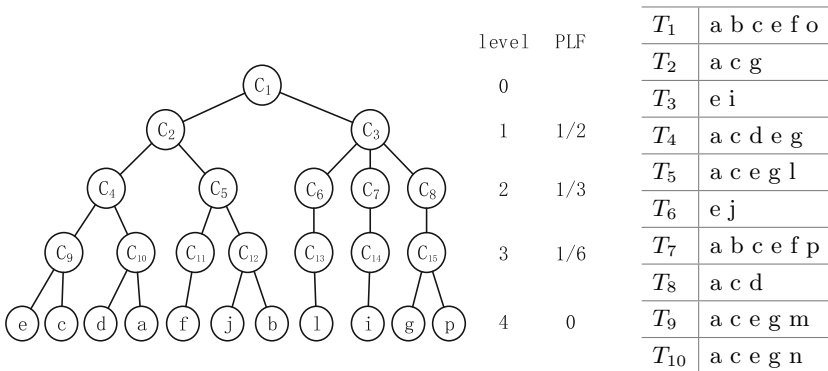 level PLF
C₁ 0
C₂ C₃ 1 1/2
C₄ C₅ C₆ C₇ C₈ 2 1/3
C₉ C₁₀ C₁₁ C₁₂ C₁₃ C₁₄ C₁₅ 3 1/6
e c d a f j b l i g p 4 0
T₁ a b c e f o
T₂ a c g
T₃ e i
T₄ a c d e g
T₅ a c e g l
T₆ e j
T₇ a b c e f p
T₈ a c d
T₉ a c e g m
T₁₀ a c e g n